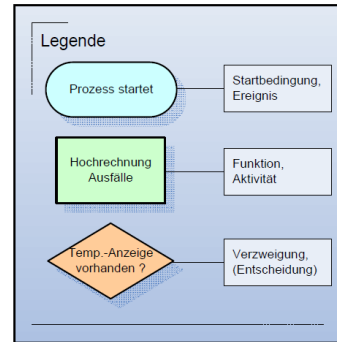 Legende
Prozess startet
Startbedingung,
Ereignis
Hochrechnung
Ausfälle
Funktion,
Aktivität
Temp.-Anzeige
vorhanden ?
Verzweigung,
(Entscheidung)